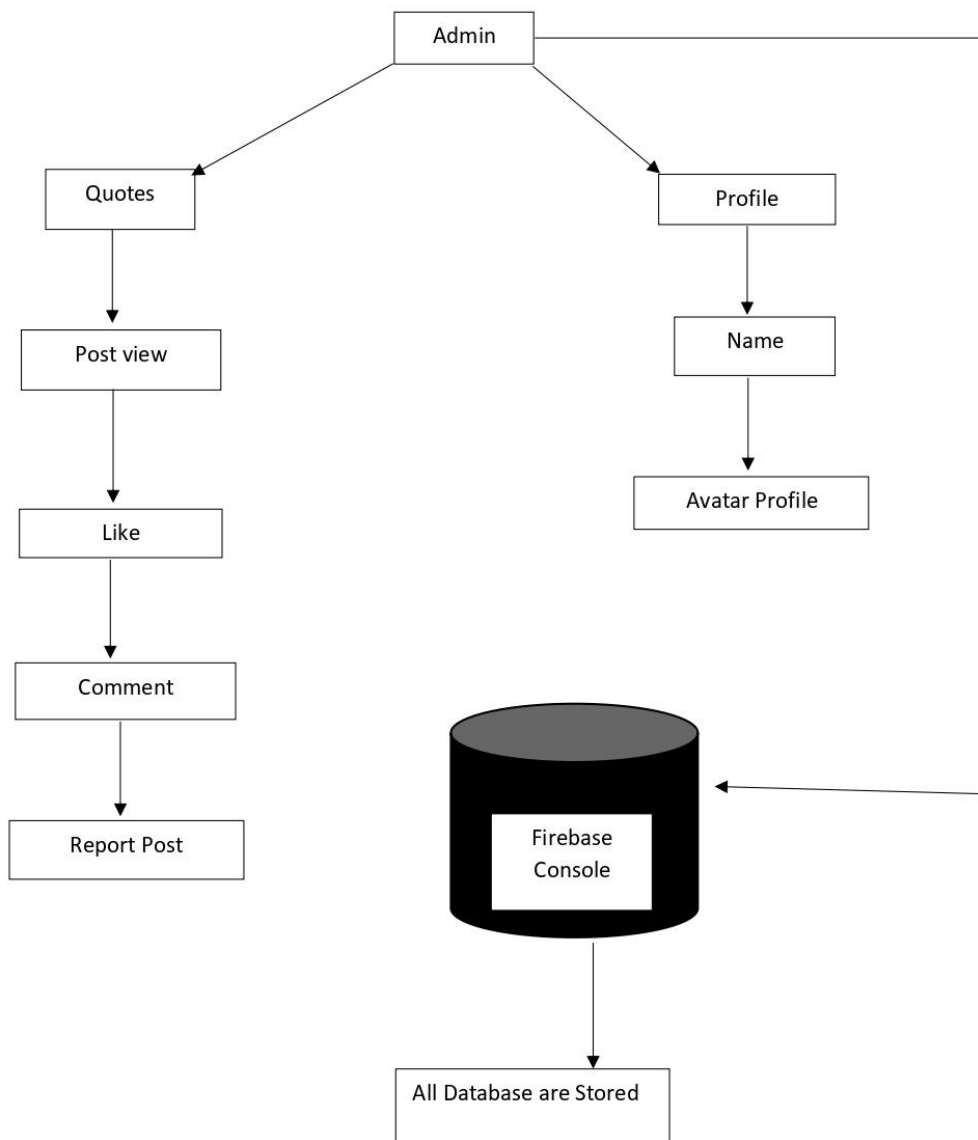 Admin
Quotes
Profile
Post view
Name
Avatar Profile
Like
Comment
Report Post
Firebase
Console
All Database are Stored